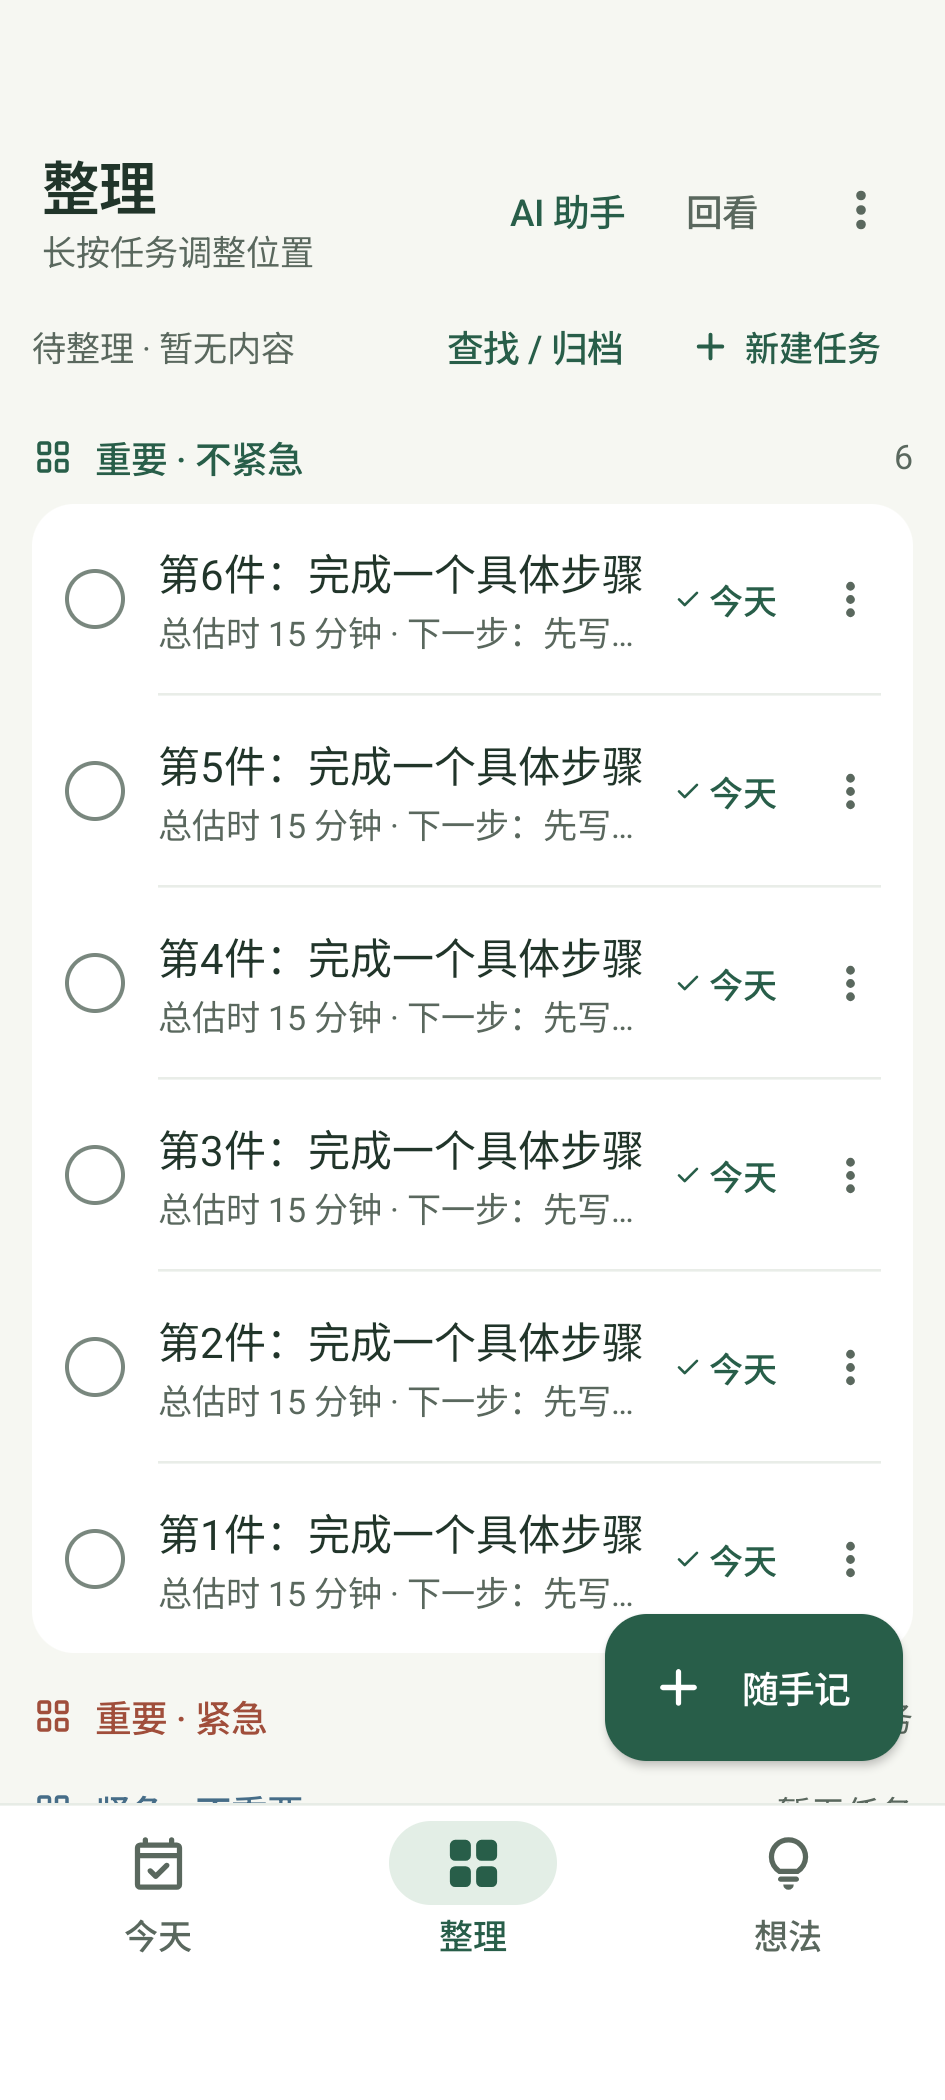 整理
长按任务调整位置
AI 助手
回看
待整理 · 暂无内容
查找 / 归档
新建任务
重要 · 不紧急
6
第6件：完成一个具体步骤
总估时 15 分钟 · 下一步：先写...
今天
第5件：完成一个具体步骤
总估时 15 分钟 · 下一步：先写...
今天
第4件：完成一个具体步骤
总估时 15 分钟 · 下一步：先写...
今天
第3件：完成一个具体步骤
总估时 15 分钟 · 下一步：先写...
今天
第2件：完成一个具体步骤
总估时 15 分钟 · 下一步：先写...
今天
第1件：完成一个具体步骤
总估时 15 分钟 · 下一步：先写...
今天
随手记
重要 · 紧急
今天
整理
想法